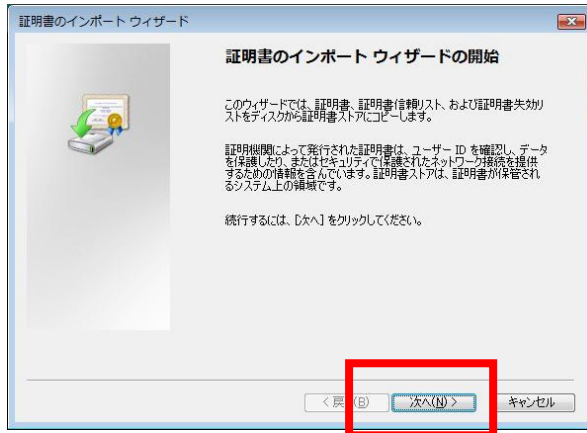 証明書のインポート ウィザード
証明書のインポート ウィザードの開始
このウィザードでは、証明書、証明書信頼リスト、および証明書失効リ
ストをディスクから証明書ストアにコピーします。
証明機関によって発行された証明書は、ユーザー ID を確認し、データ
を保護したり、またはセキュリティで保護されたネットワーク接続を提供
するための情報を含んでいます。証明書ストアは、証明書が保管され
るシステム上の領域です。
続行するには、[次へ] をクリックしてください。
< 戻 (B) 次へ(N) > キャンセル